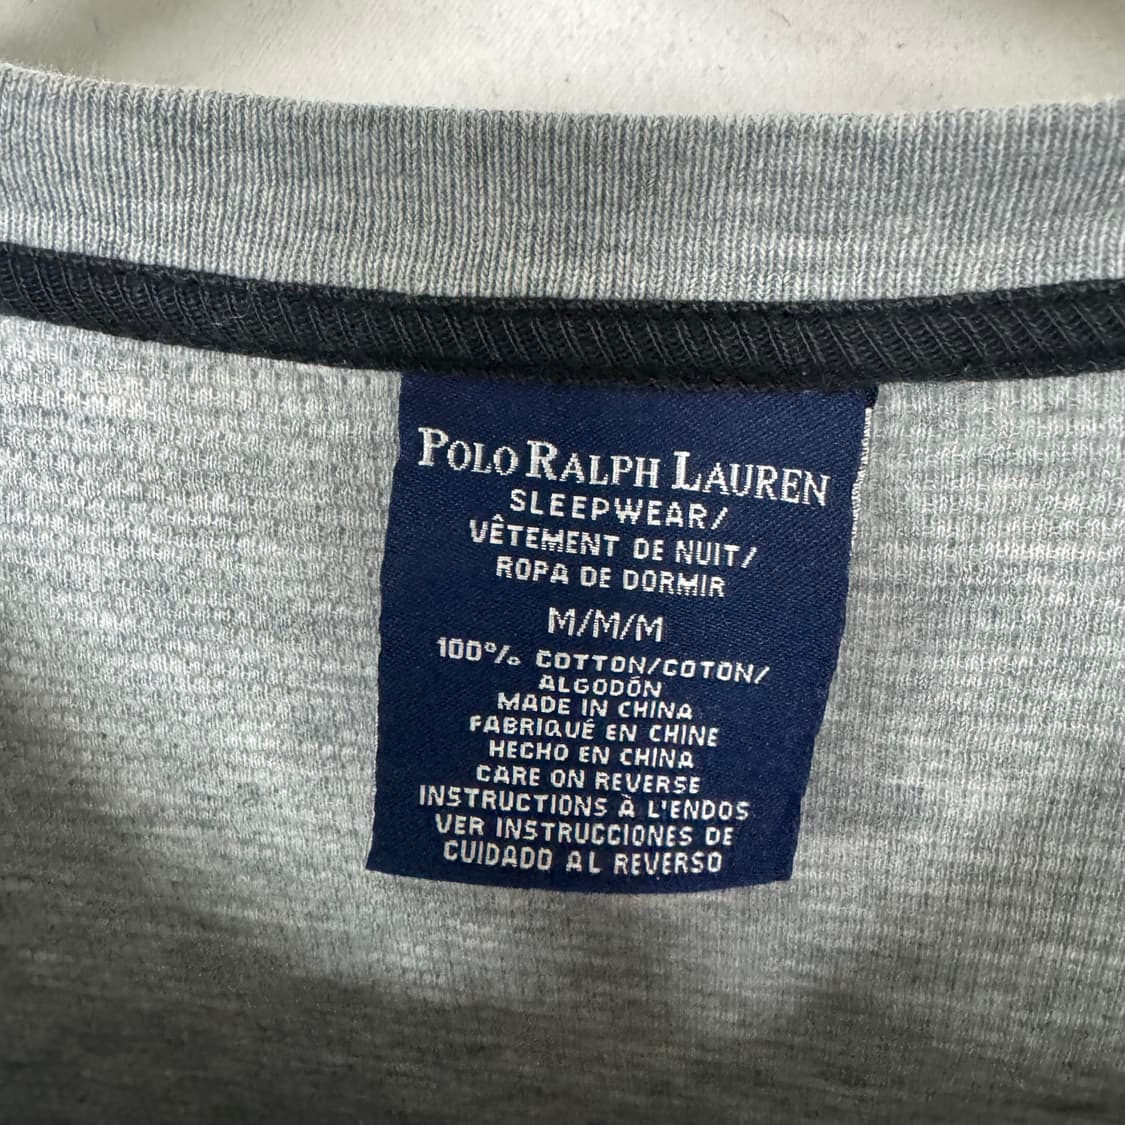 POLO RALPH LAUREN
SLEEPWEAR/
VÊTEMENT DE NUIT/
ROPA DE DORMIR
M/M/M
100% COTTON/COTON/
ALGODÓN
MADE IN CHINA
FABRIQUÉ EN CHINE
HECHO EN CHINA
CARE ON REVERSE
INSTRUCTIONS À L'ENDOS
VER INSTRUCCIONES DE
CUIDADO AL REVERSO